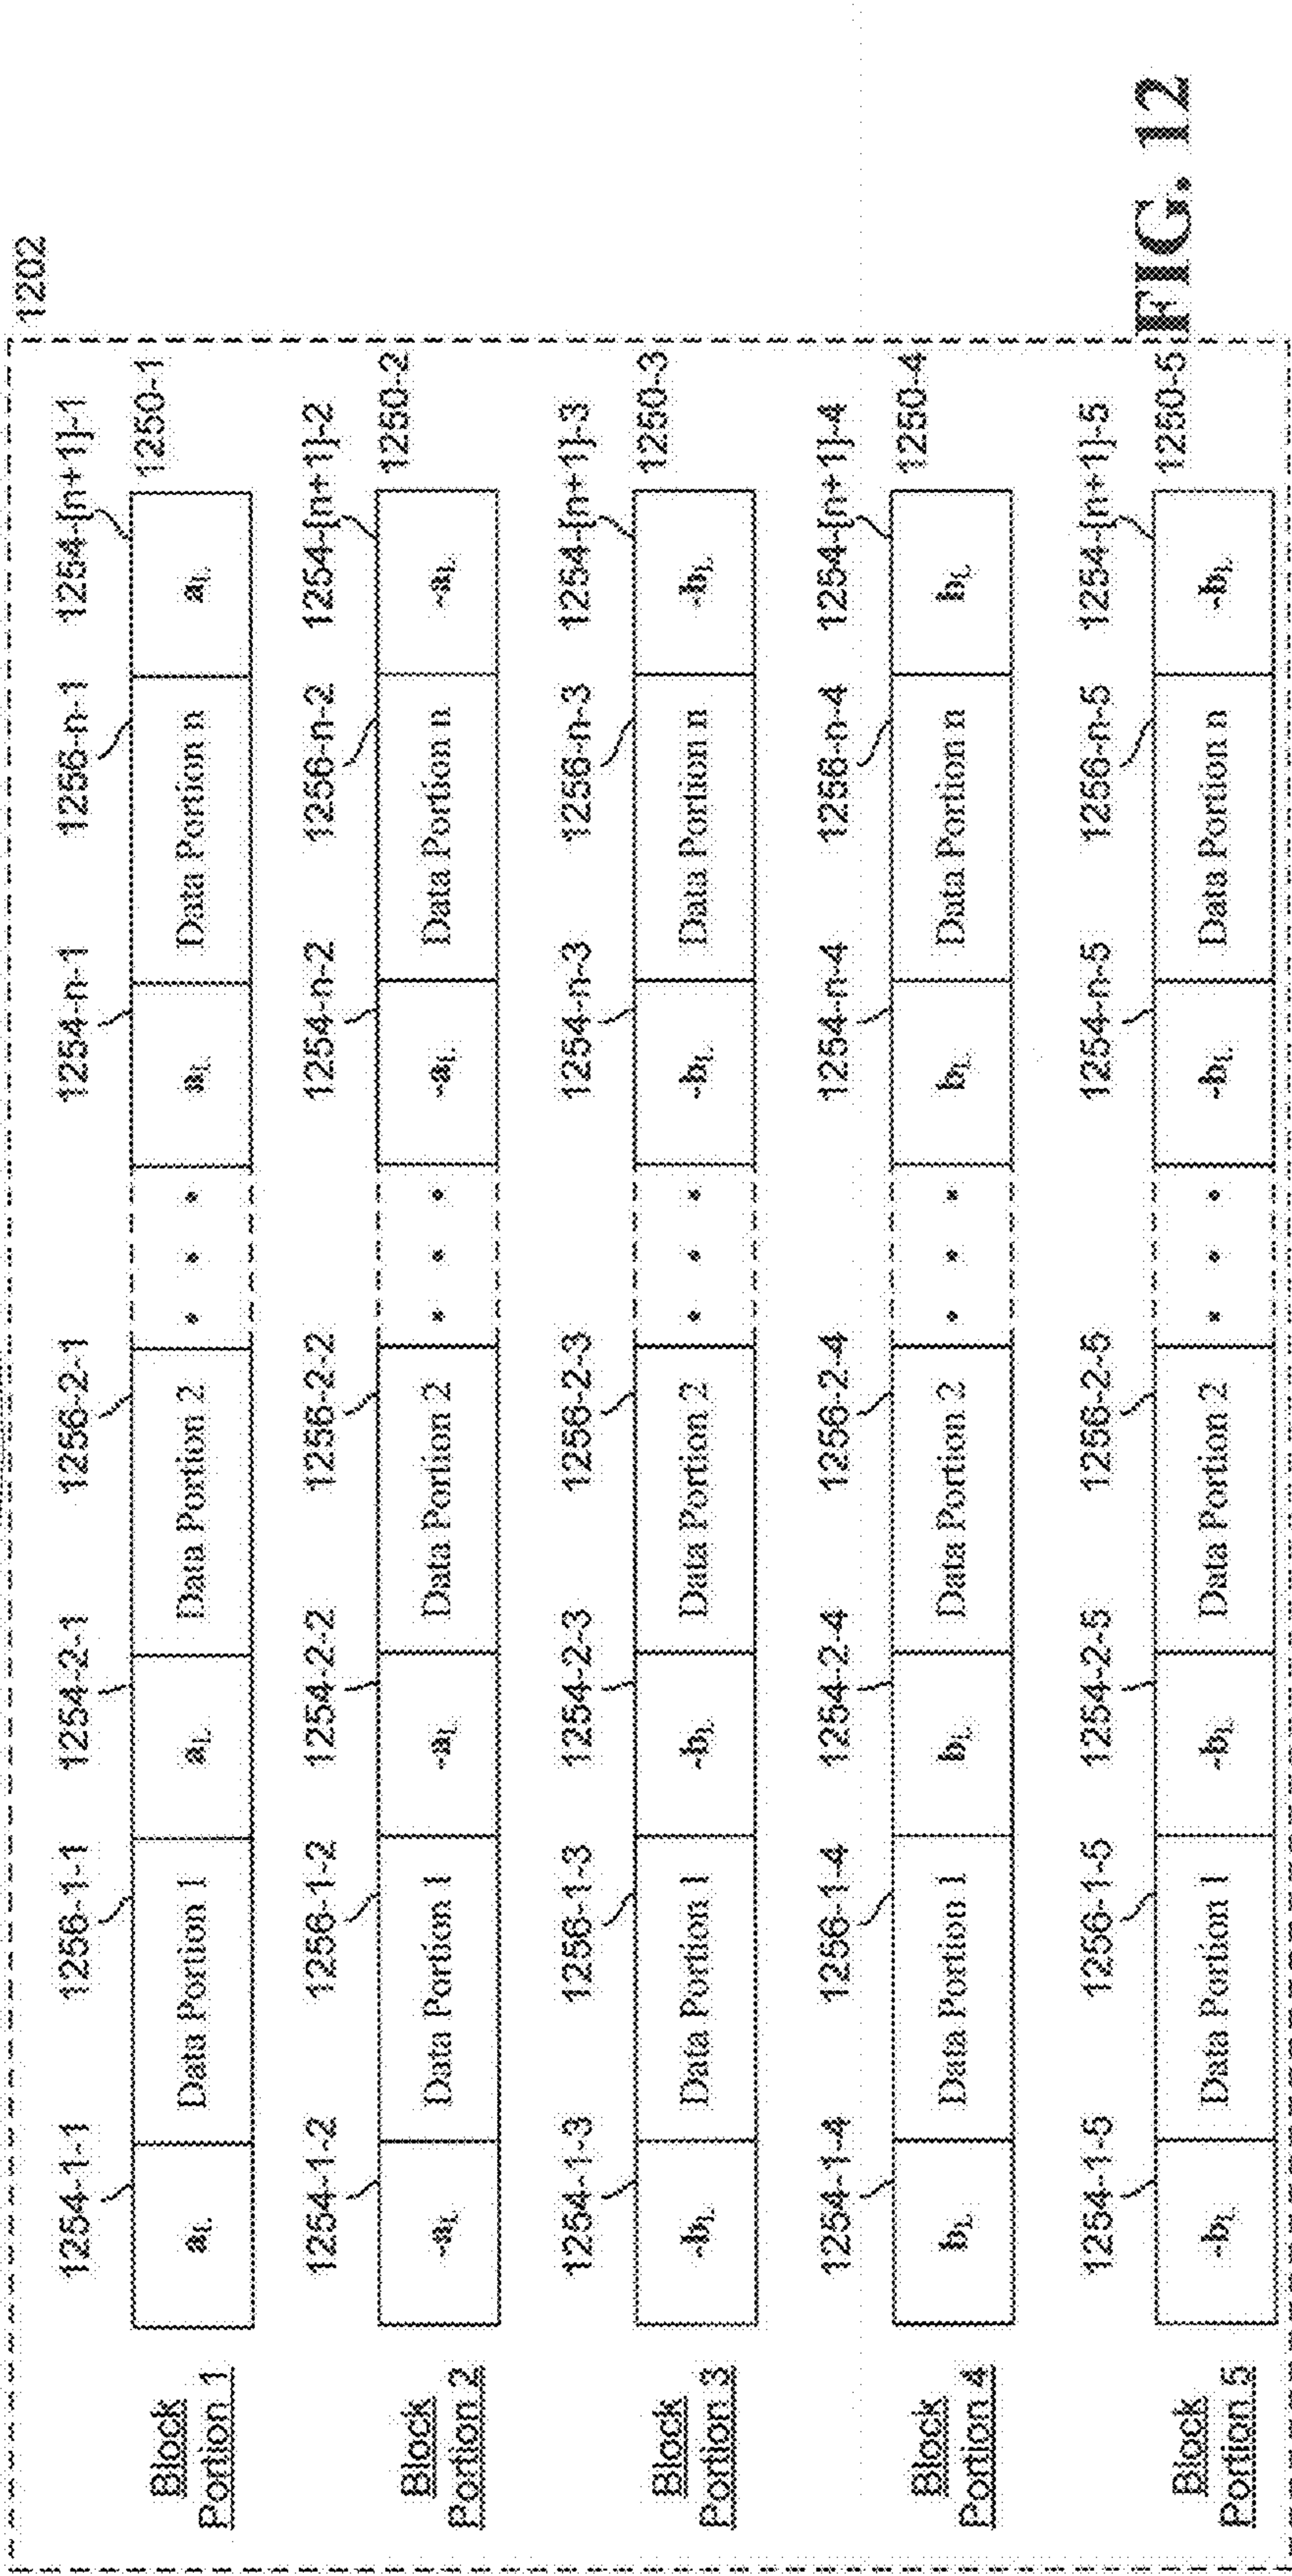 1202
1254-1-1 1256-1-1 1254-2-1 1256-2-1 1254-n-1 1256-n-1 1254-[n+1]-1
1250-1
Block Portion 1
aL Data Portion 1 aL Data Portion 2 • • • aL Data Portion n aL
1254-1-2 1256-1-2 1254-2-2 1256-2-2 1254-n-2 1256-n-2 1254-[n+1]-2
1250-2
Block Portion 2
-aL Data Portion 1 -aL Data Portion 2 • • • -aL Data Portion n -aL
1254-1-3 1256-1-3 1254-2-3 1256-2-3 1254-n-3 1256-n-3 1254-[n+1]-3
1250-3
Block Portion 3
-bL Data Portion 1 -bL Data Portion 2 • • • -bL Data Portion n -bL
1254-1-4 1256-1-4 1254-2-4 1256-2-4 1254-n-4 1256-n-4 1254-[n+1]-4
1250-4
Block Portion 4
bL Data Portion 1 bL Data Portion 2 • • • bL Data Portion n bL
1254-1-5 1256-1-5 1254-2-5 1256-2-5 1254-n-5 1256-n-5 1254-[n+1]-5
1250-5
Block Portion 5
-bL Data Portion 1 -bL Data Portion 2 • • • -bL Data Portion n -bL
FIG. 12